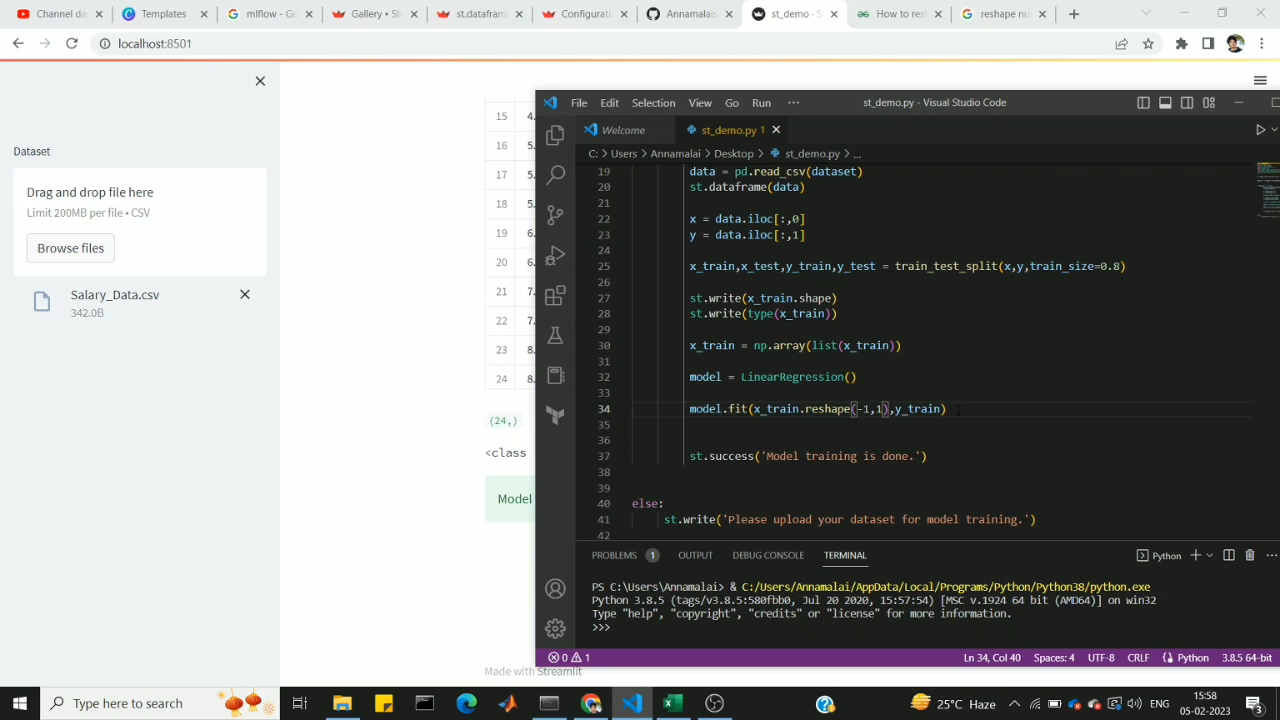 Channel da
Templates
mlflow - Go
Gallery • St
st.datafram
Configurati
Annamalais
st_demo - S
How to resh
reshape nu
localhost:8501
Dataset
Drag and drop file here
Limit 200MB per file • CSV
Browse files
Salary_Data.csv
342.0B
15 4.
16 5.
17 5.
18 5.
19 6.
20 6.
21 7.
22 7.
23 8.
24 8.
(24,)
<class
Model
Made with Streamlit
File Edit Selection View Go Run ··· st_demo.py - Visual Studio Code
Welcome st_demo.py 1
C: > Users > Annamalai > Desktop > st_demo.py > ...
19 data = pd.read_csv(dataset)
20 st.dataframe(data)
21
22 x = data.iloc[:,0]
23 y = data.iloc[:,1]
24
25 x_train,x_test,y_train,y_test = train_test_split(x,y,train_size=0.8)
26
27 st.write(x_train.shape)
28 st.write(type(x_train))
29
30 x_train = np.array(list(x_train))
31
32 model = LinearRegression()
33
34 model.fit(x_train.reshape(-1,1),y_train)
35
36
37 st.success('Model training is done.')
38
39
40 else:
41 st.write('Please upload your dataset for model training.')
42
PROBLEMS 1 OUTPUT DEBUG CONSOLE TERMINAL Python
PS C:\Users\Annamalai> & C:/Users/Annamalai/AppData/Local/Programs/Python/Python38/python.exe
Python 3.8.5 (tags/v3.8.5:580fbb0, Jul 20 2020, 15:57:54) [MSC v.1924 64 bit (AMD64)] on win32
Type "help", "copyright", "credits" or "license" for more information.
>>>
0 1 Ln 34, Col 40 Spaces: 4 UTF-8 CRLF Python 3.8.5 64-bit
Type here to search
25°C Haze
ENG
15:58
05-02-2023
3